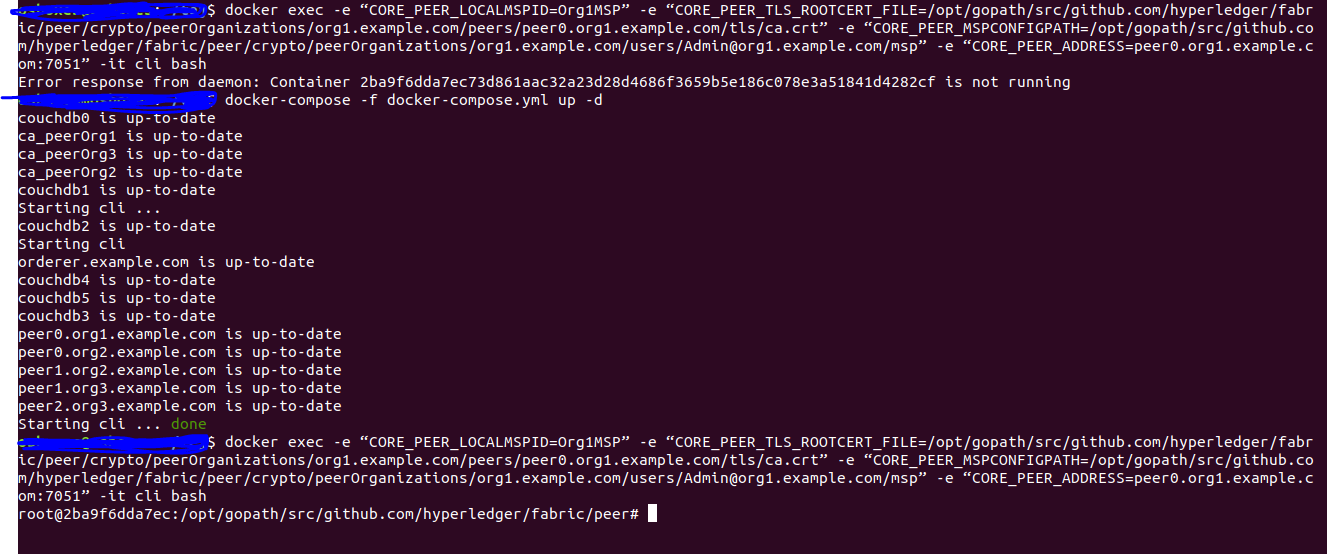 $ docker exec -e “CORE_PEER_LOCALMSPID=Org1MSP” -e “CORE_PEER_TLS_ROOTCERT_FILE=/opt/gopath/src/github.com/hyperledger/fabr
ic/peer/crypto/peerOrganizations/org1.example.com/peers/peer0.org1.example.com/tls/ca.crt” -e “CORE_PEER_MSPCONFIGPATH=/opt/gopath/src/github.co
m/hyperledger/fabric/peer/crypto/peerOrganizations/org1.example.com/users/Admin@org1.example.com/msp” -e “CORE_PEER_ADDRESS=peer0.org1.example.c
om:7051” -it cli bash
Error response from daemon: Container 2ba9f6dda7ec73d861aac32a23d28d4686f3659b5e186c078e3a51841d4282cf is not running
$ docker-compose -f docker-compose.yml up -d
couchdb0 is up-to-date
ca_peerOrg1 is up-to-date
ca_peerOrg3 is up-to-date
ca_peerOrg2 is up-to-date
couchdb1 is up-to-date
Starting cli ...
couchdb2 is up-to-date
Starting cli
orderer.example.com is up-to-date
couchdb4 is up-to-date
couchdb5 is up-to-date
couchdb3 is up-to-date
peer0.org1.example.com is up-to-date
peer0.org2.example.com is up-to-date
peer1.org2.example.com is up-to-date
peer1.org3.example.com is up-to-date
peer2.org3.example.com is up-to-date
Starting cli ... done
$ docker exec -e “CORE_PEER_LOCALMSPID=Org1MSP” -e “CORE_PEER_TLS_ROOTCERT_FILE=/opt/gopath/src/github.com/hyperledger/fabr
ic/peer/crypto/peerOrganizations/org1.example.com/peers/peer0.org1.example.com/tls/ca.crt” -e “CORE_PEER_MSPCONFIGPATH=/opt/gopath/src/github.co
m/hyperledger/fabric/peer/crypto/peerOrganizations/org1.example.com/users/Admin@org1.example.com/msp” -e “CORE_PEER_ADDRESS=peer0.org1.example.c
om:7051” -it cli bash
root@2ba9f6dda7ec:/opt/gopath/src/github.com/hyperledger/fabric/peer#